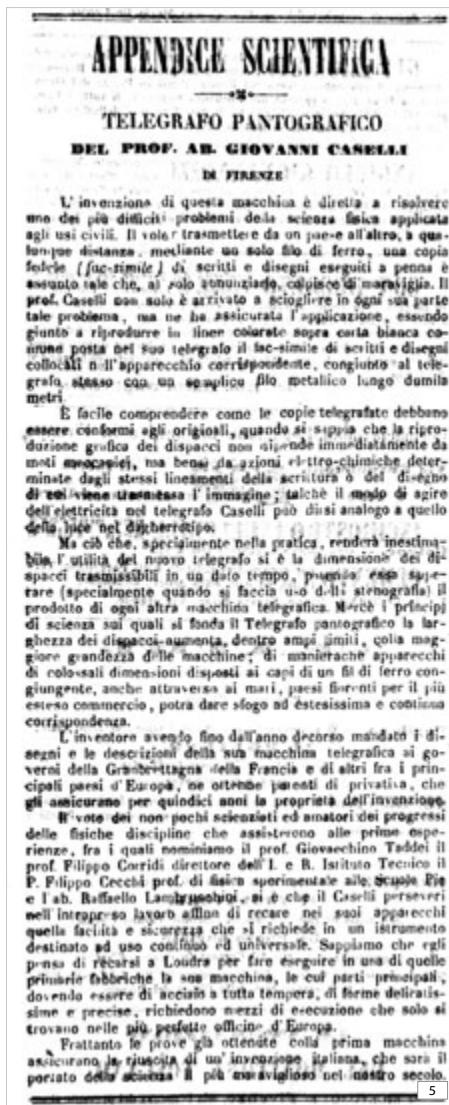 APPENDICE SCIENTIFICA
TELEGRAFO PANTOGRAFICO
DEL PROF. AB. GIOVANNI CASELLI
DI FIRENZE
L' invenzione di questa macchina è diretta a risolvere
uno dei più difficili problemi della scienza fisica applicata
agli usi civili. Il voler trasmettere da un paese all'altro, a qua-
lunque distanza, mediante un solo filo di ferro, una copia
fedele (fac-simile) di scritti e disegni eseguiti a penna è
assunto tale che, al solo annunziarlo, colpisce di maraviglia. Il
prof. Caselli non solo è arrivato a sciogliere in ogni sua parte
tale problema, ma ne ha assicurata l'applicazione, essendo
giunto a riprodurre in linee colorate sopra carta bianca co-
mune posta nel suo telegrafo il fac-simile di scritti e disegni
collocati nell'apparecchio corrispondente, congiunto al tele-
grafo stesso con un semplice filo metallico lungo dumila
metri.
È facile comprendere come le copie telegrafate debbano
essere conformi agli originali, quando si sappia che la ripro-
duzione grafica dei dispacci non dipende immediatamente da
moti meccanici, ma bensì da azioni elettro-chimiche deter-
minate dagli stessi lineamenti della scrittura o del disegno
di cui viene trasmessa l'immagine; talchè il modo di agire
dell'elettricità nel telegrafo Caselli può dirsi analogo a quello
della luce nel dagherrotipo.
Ma ciò che, specialmente nella pratica, renderà inestima-
bile l'utilità del nuovo telegrafo si è la dimensione dei di-
spacci trasmissibili in un dato tempo, potendo essa supe-
rare (specialmente quando si faccia uso della stenografia) il
prodotto di ogni altra macchina telegrafica. Mercè i principj
di scienza sui quali si fonda il Telegrafo pantografico la lar-
ghezza dei dispacci aumenta, dentro ampi limiti, colla mag-
giore grandezza delle macchine; di manierachè apparecchi
di colossali dimensioni disposti ai capi di un fil di ferro con-
giungente, anche attraverso ai mari, paesi fiorenti per il più
esteso commercio, potrà dare sfogo ad estesissima e continua
corrispondenza.
L'inventore avendo fino dall'anno decorso mandato i di-
segni e le descrizioni della sua macchina telegrafica ai go-
verni della Granbrettagna della Francia e di altri fra i prin-
cipali paesi d'Europa, ne ottenne patenti di privativa, che
gli assicurano per quindici anni la proprietà dell'invenzione.
Il voto dei non pochi scienziati ed amatori dei progressi
delle fisiche discipline che assisterono alle prime espe-
rienze, fra i quali nominiamo il prof. Giovacchino Taddei il
prof. Filippo Corridi direttore dell'I. e R. Istituto Tecnico il
P. Filippo Cecchi prof. di fisica sperimentale alle Scuole Pie
e l'ab. Raffaello Lambruschini, si è che il Caselli perseveri
nell'intrapreso lavoro affine di recare nei suoi apparecchi
quella facilità e sicurezza che si richiede in un istrumento
destinato ad uso continuo ed universale. Sappiamo che egli
pensa di recarsi a Londra per fare eseguire in una di quelle
primarie fabbriche la sua macchina, le cui parti principali,
dovendo essere di acciaio a tutta tempera, di forme delicatis-
sime e precise, richiedono mezzi di esecuzione che solo si
trovano nelle più perfette officine d'Europa.
Frattanto le prove già ottenute colla prima macchina
assicurano la riuscita di un' invenzione italiana, che sarà il
portato della scienza il più maraviglioso nel nostro secolo.
5